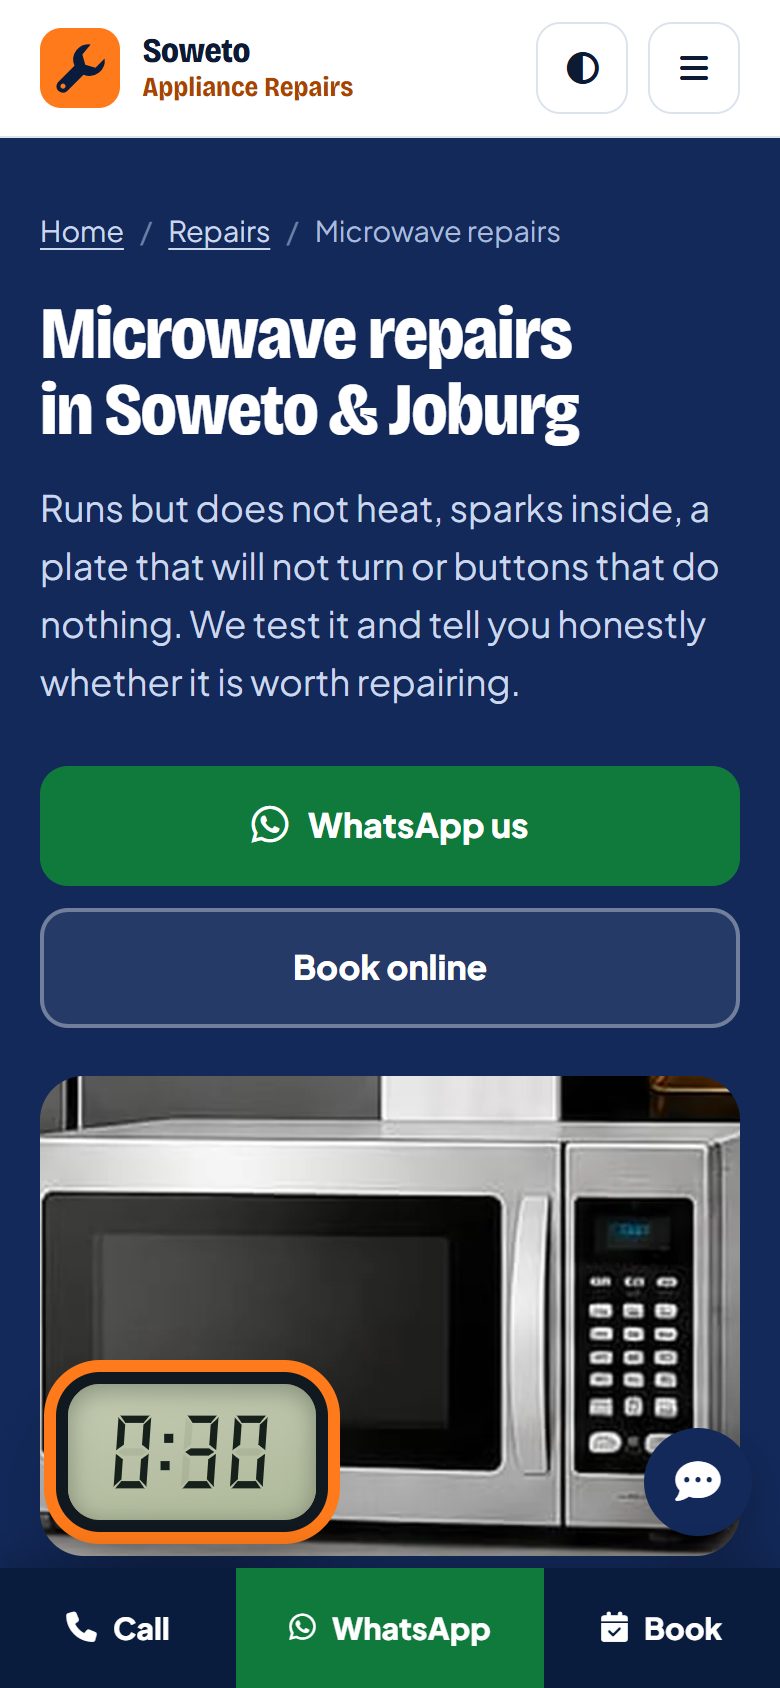 Soweto
Appliance Repairs
Home / Repairs / Microwave repairs
Microwave repairs
in Soweto & Joburg
Runs but does not heat, sparks inside, a
plate that will not turn or buttons that do
nothing. We test it and tell you honestly
whether it is worth repairing.
WhatsApp us
Book online
0:30
Call
WhatsApp
Book